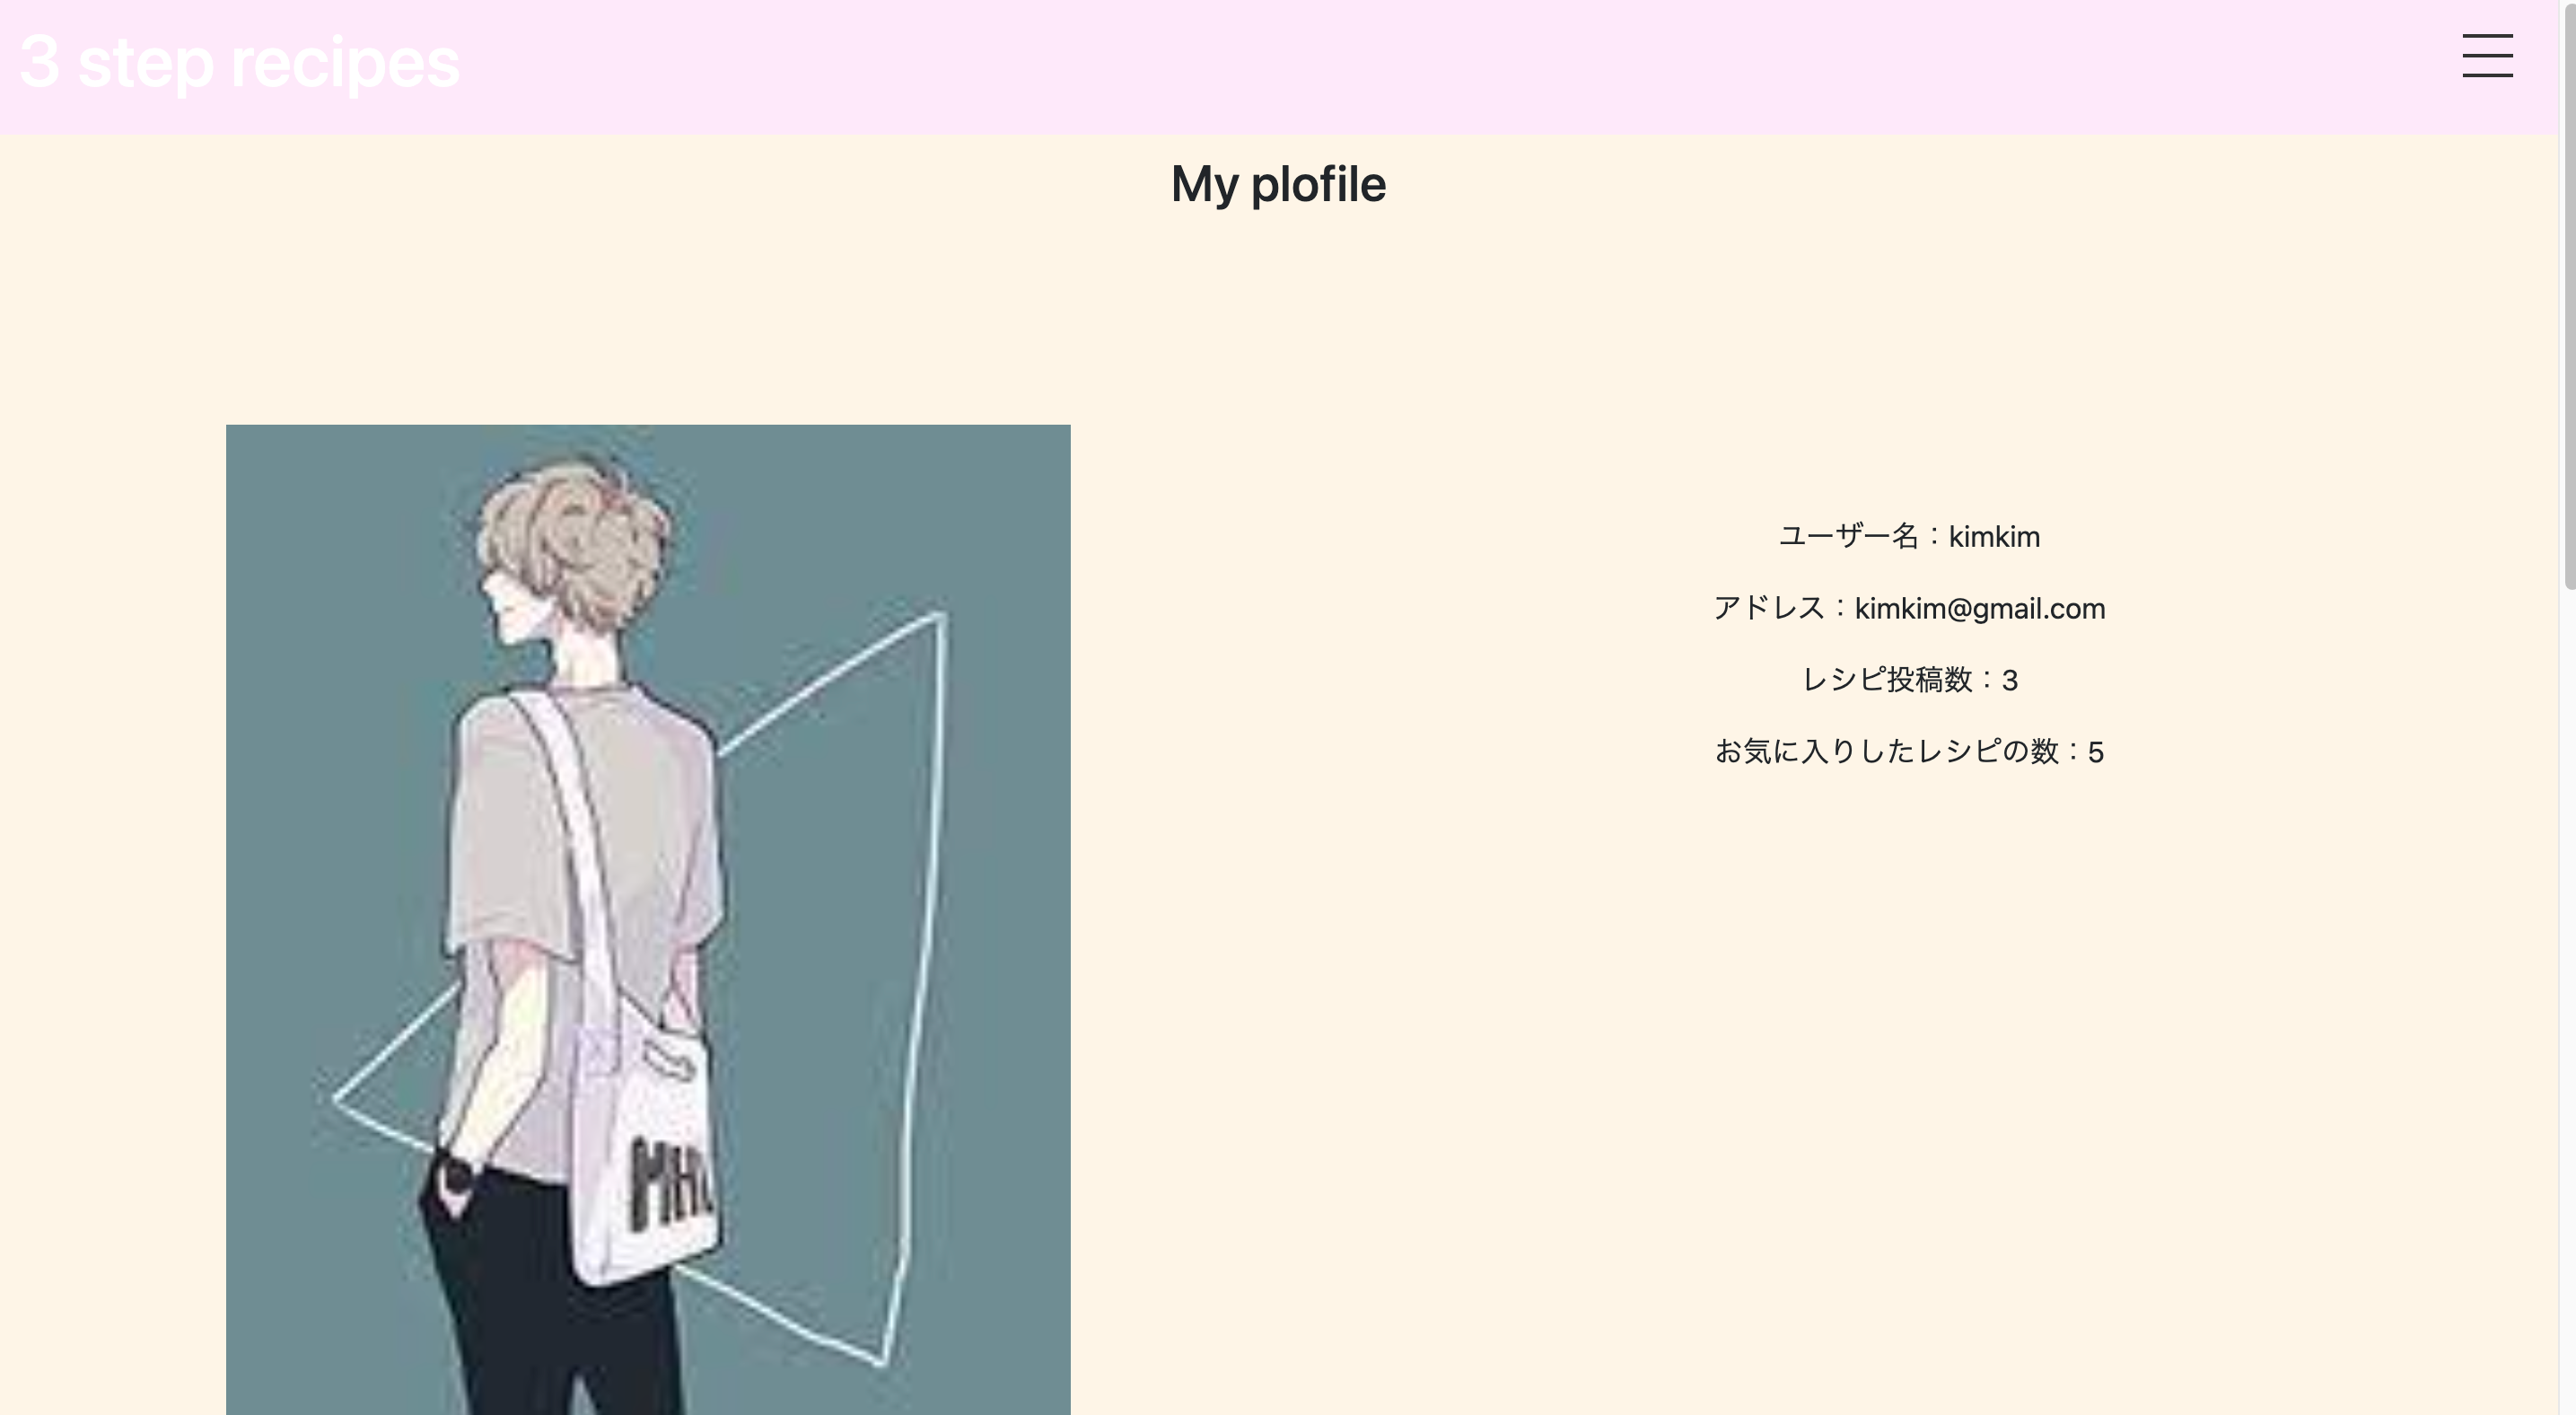 3 step recipes
My plofile
ユーザー名：kimkim
アドレス：kimkim@gmail.com
レシピ投稿数：3
お気に入りしたレシピの数：5